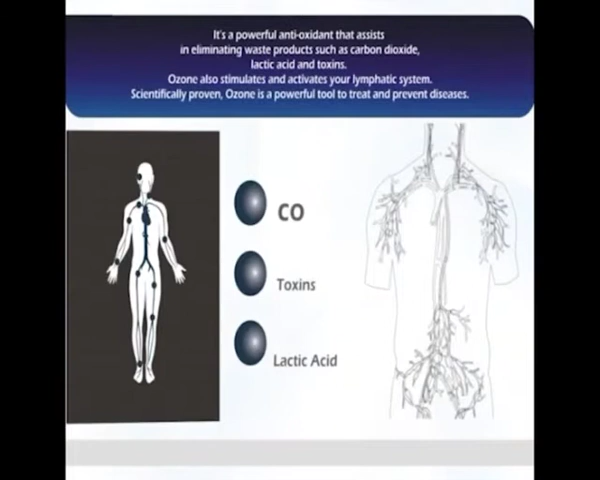 It's a powerful anti-oxidant that assists
in eliminating waste products such as carbon dioxide,
lactic acid and toxins.
Ozone also stimulates and activates your lymphatic system.
Scientifically proven, Ozone is a powerful tool to treat and prevent diseases.
CO
Toxins
Lactic Acid